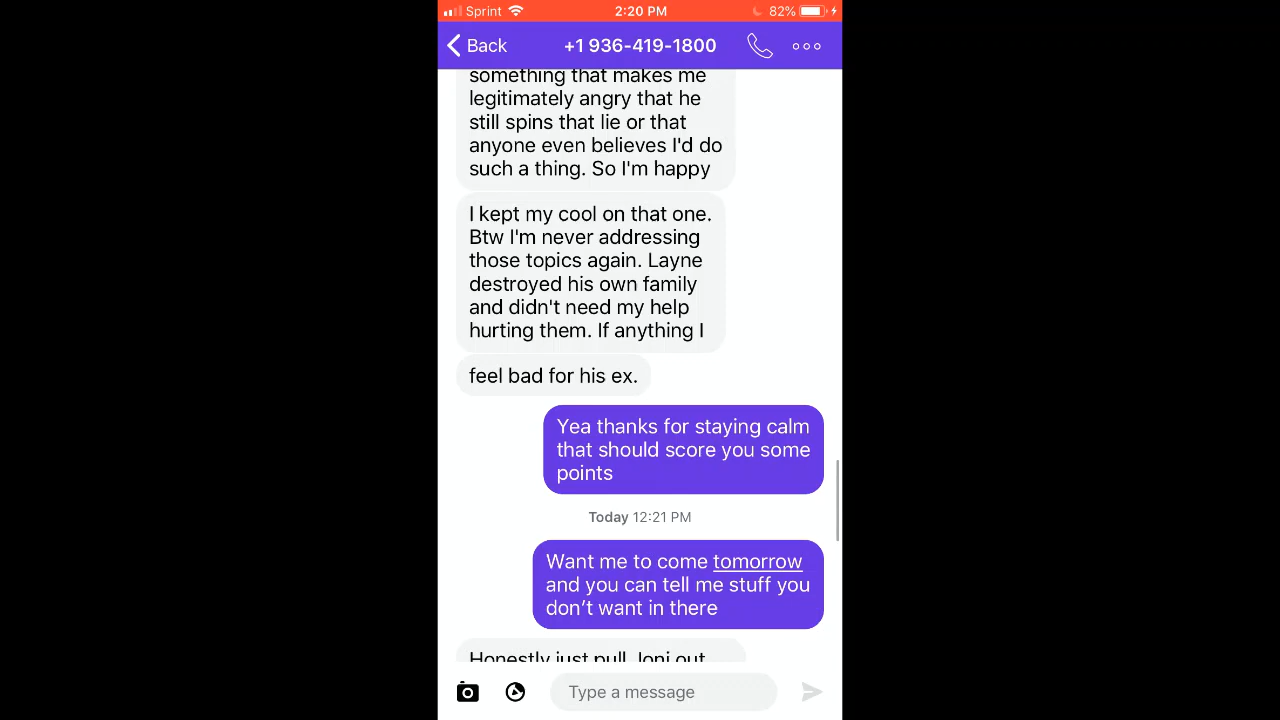 Sprint 2:20 PM 82%
Back +1 936-419-1800
something that makes me
legitimately angry that he
still spins that lie or that
anyone even believes I'd do
such a thing. So I'm happy
I kept my cool on that one.
Btw I'm never addressing
those topics again. Layne
destroyed his own family
and didn't need my help
hurting them. If anything I
feel bad for his ex.
Yea thanks for staying calm
that should score you some
points
Today 12:21 PM
Want me to come tomorrow
and you can tell me stuff you
don’t want in there
Honestly just pull Joni out
Type a message